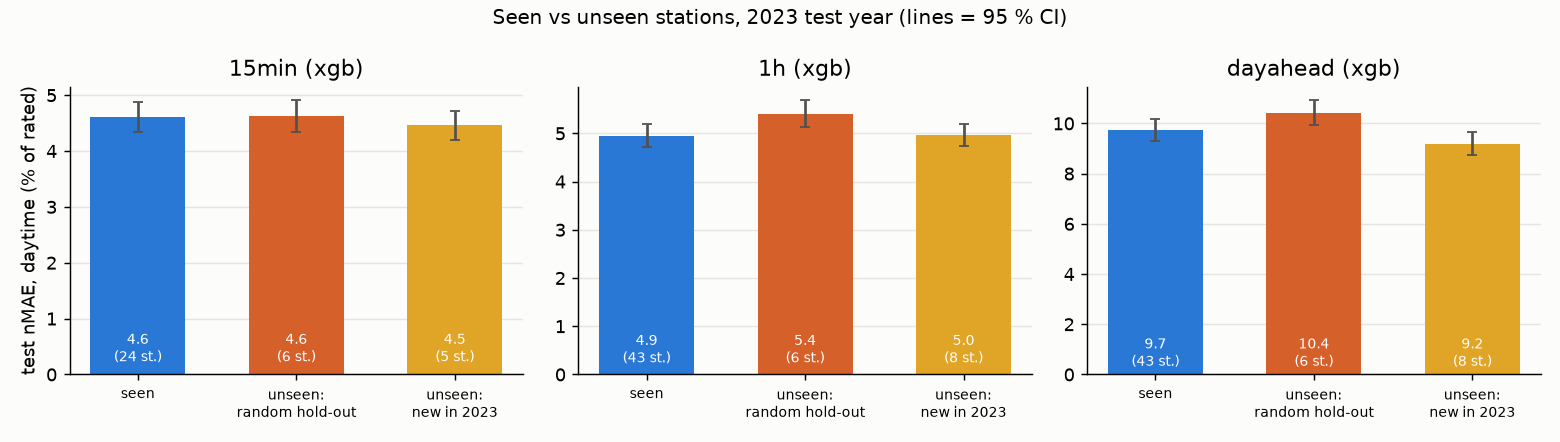 Seen vs unseen stations, 2023 test year (lines = 95 % CI)
15min (xgb)
test nMAE, daytime (% of rated)
5
4
3
2
1
0
4.6
(24 st.)
4.6
(6 st.)
4.5
(5 st.)
seen
unseen:
random hold-out
unseen:
new in 2023
1h (xgb)
5
4
3
2
1
0
4.9
(43 st.)
5.4
(6 st.)
5.0
(8 st.)
seen
unseen:
random hold-out
unseen:
new in 2023
dayahead (xgb)
10
8
6
4
2
0
9.7
(43 st.)
10.4
(6 st.)
9.2
(8 st.)
seen
unseen:
random hold-out
unseen:
new in 2023